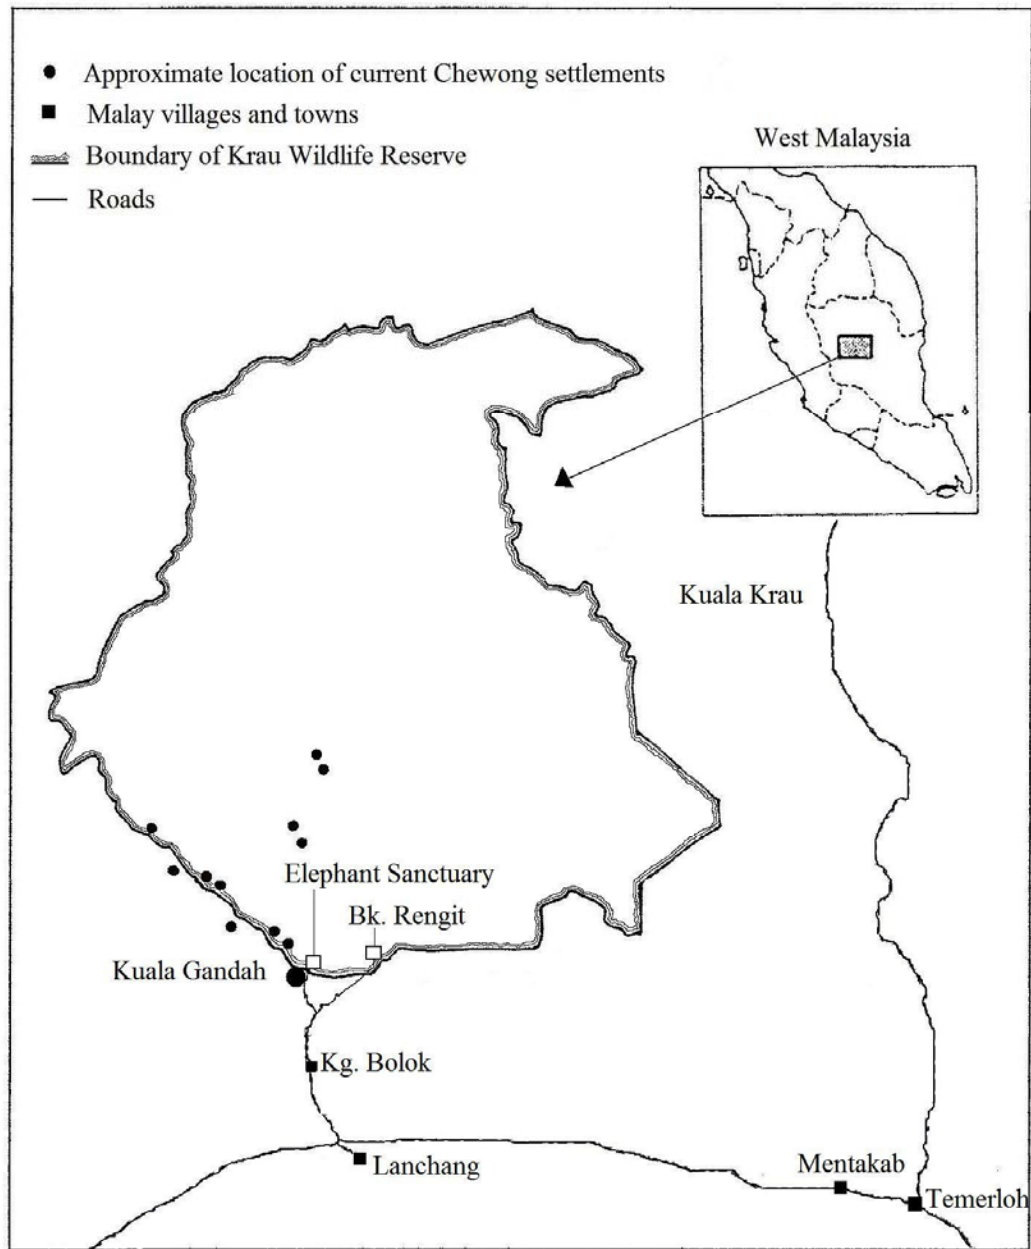 Approximate location of current Chewong settlements
Malay villages and towns
Boundary of Krau Wildlife Reserve
Roads
West Malaysia
Kuala Krau
Elephant Sanctuary
Bk. Rengit
Kuala Gandah
Kg. Bolok
Lanchang
Mentakab
Temerloh